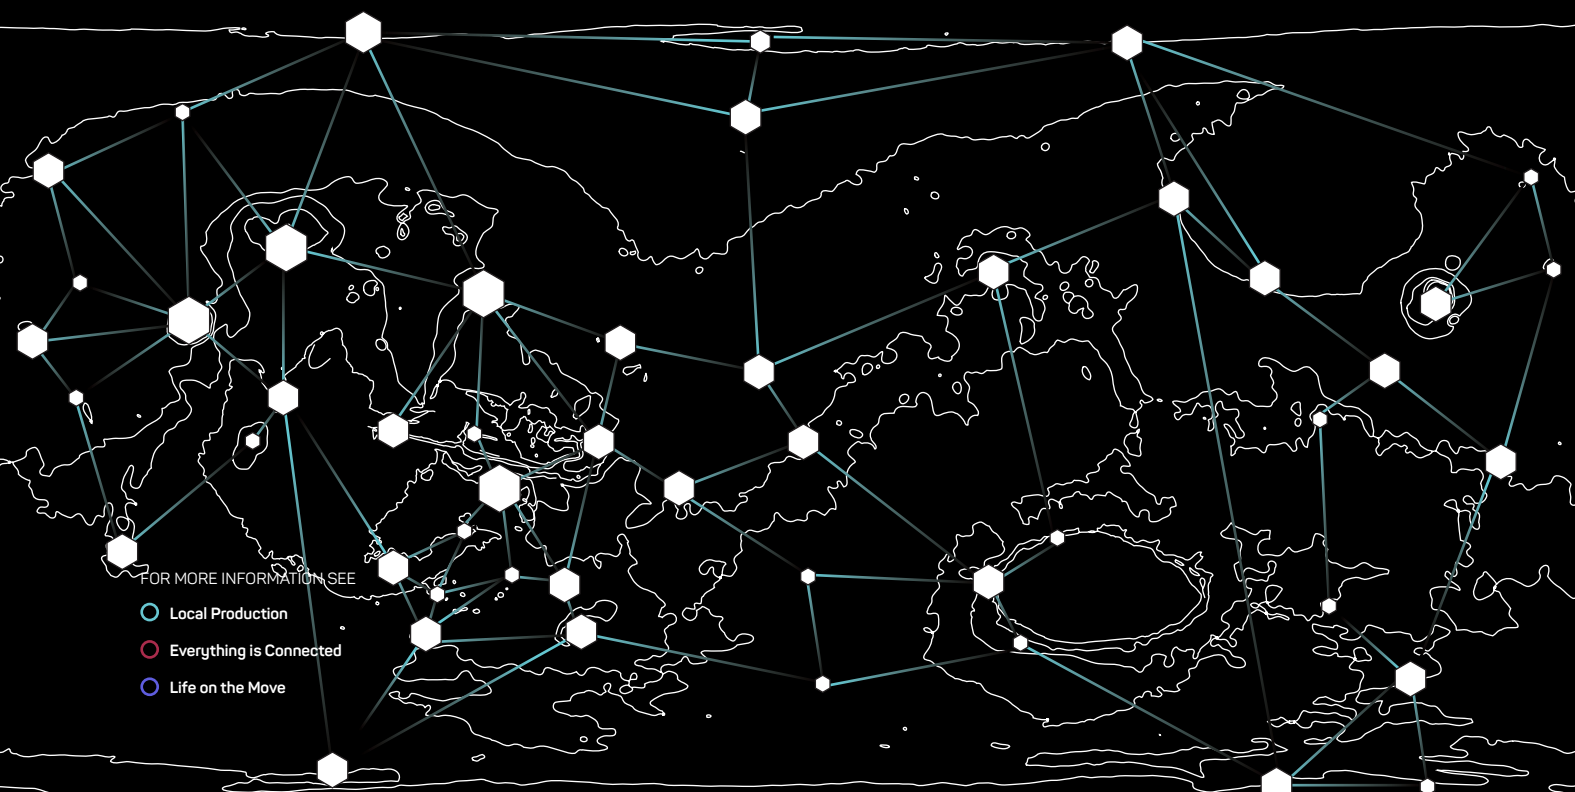 FOR MORE INFORMATION SEE
Local Production
Everything is Connected
Life on the Move